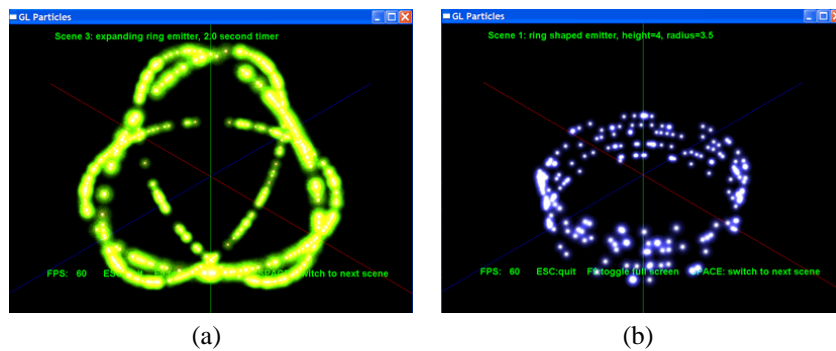 GL Particles
Scene 3: expanding ring emitter, 2.0 second timer
FPS: 60 ESC: SPACE: switch to next scene
(a)
GL Particles
Scene 1: ring shaped emitter, height=4, radius=3.5
FPS: 60 ESC:quit toggle full screen SPACE: switch to next scene
(b)